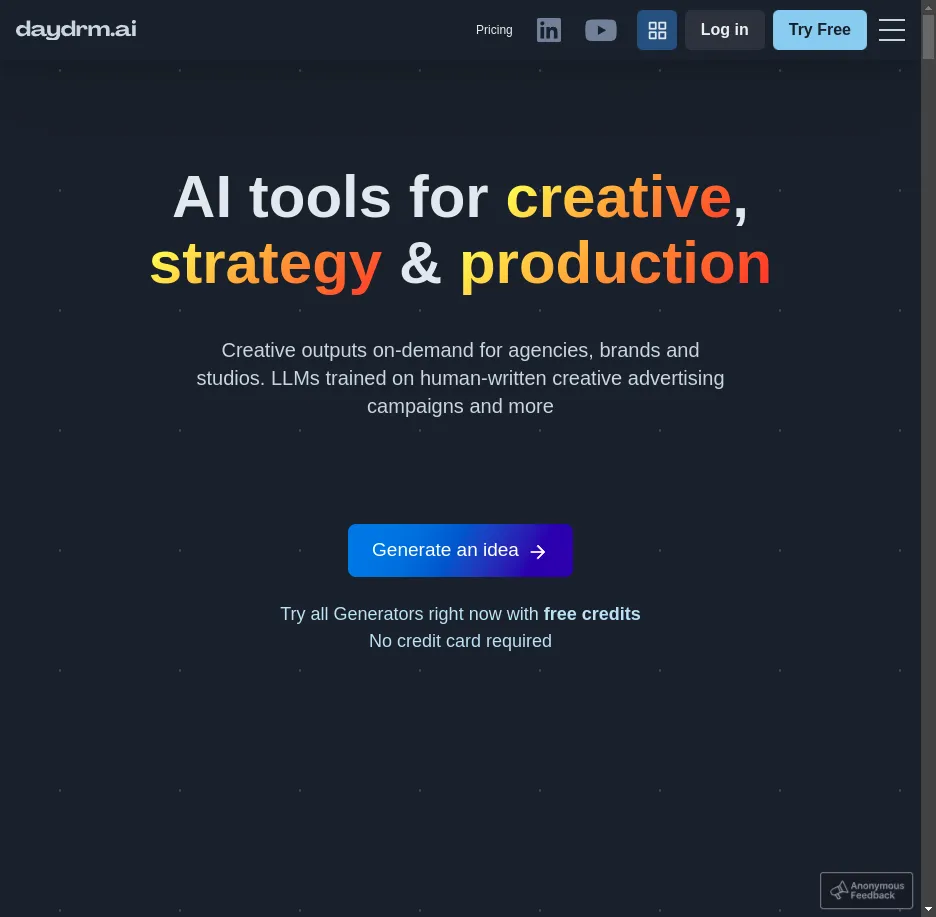 daydrm.ai
Pricing
Log in
Try Free
AI tools for creative,
strategy & production
Creative outputs on-demand for agencies, brands and
studios. LLMs trained on human-written creative advertising
campaigns and more
Generate an idea
Try all Generators right now with free credits
No credit card required
Anonymous
Feedback